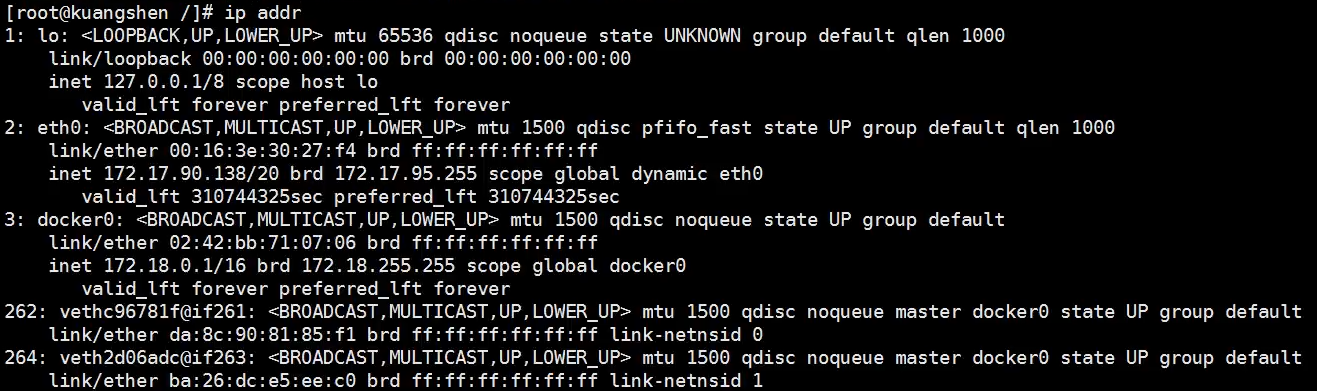 [root@kuangshen /]# ip addr
1: lo: <LOOPBACK,UP,LOWER_UP> mtu 65536 qdisc noqueue state UNKNOWN group default qlen 1000
    link/loopback 00:00:00:00:00:00 brd 00:00:00:00:00:00
    inet 127.0.0.1/8 scope host lo
       valid_lft forever preferred_lft forever
2: eth0: <BROADCAST,MULTICAST,UP,LOWER_UP> mtu 1500 qdisc pfifo_fast state UP group default qlen 1000
    link/ether 00:16:3e:30:27:f4 brd ff:ff:ff:ff:ff:ff
    inet 172.17.90.138/20 brd 172.17.95.255 scope global dynamic eth0
       valid_lft 310744325sec preferred_lft 310744325sec
3: docker0: <BROADCAST,MULTICAST,UP,LOWER_UP> mtu 1500 qdisc noqueue state UP group default
    link/ether 02:42:bb:71:07:06 brd ff:ff:ff:ff:ff:ff
    inet 172.18.0.1/16 brd 172.18.255.255 scope global docker0
       valid_lft forever preferred_lft forever
262: vethc96781f@if261: <BROADCAST,MULTICAST,UP,LOWER_UP> mtu 1500 qdisc noqueue master docker0 state UP group default
    link/ether da:8c:90:81:85:f1 brd ff:ff:ff:ff:ff:ff link-netnsid 0
264: veth2d06adc@if263: <BROADCAST,MULTICAST,UP,LOWER_UP> mtu 1500 qdisc noqueue master docker0 state UP group default
    link/ether ba:26:dc:e5:ee:c0 brd ff:ff:ff:ff:ff:ff link-netnsid 1